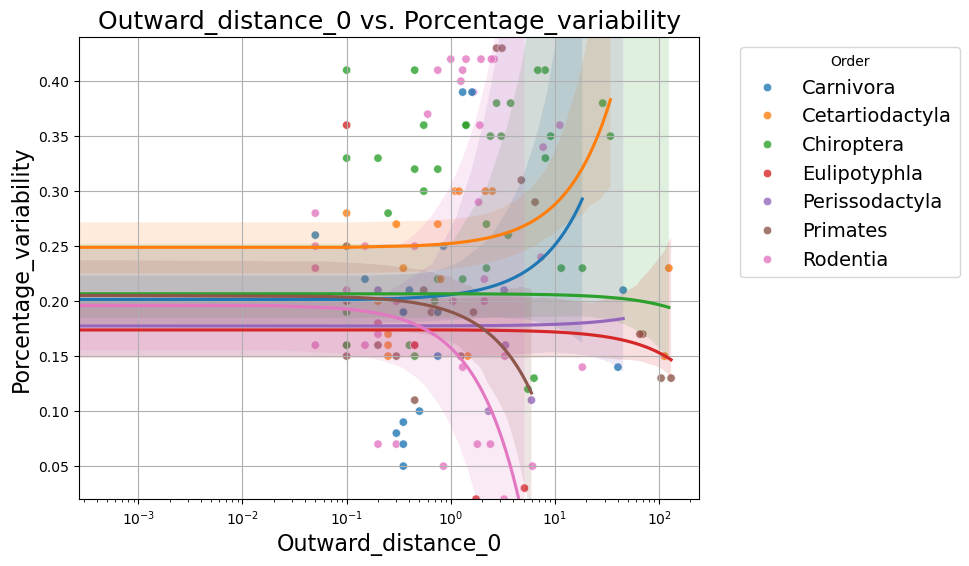 Outward_distance_0 vs. Porcentage_variability
Porcentage_variability
0.40
0.35
0.30
0.25
0.20
0.15
0.10
0.05
10⁻³
10⁻²
10⁻¹
10⁰
10¹
10²
Outward_distance_0
Order
Carnivora
Cetartiodactyla
Chiroptera
Eulipotyphla
Perissodactyla
Primates
Rodentia